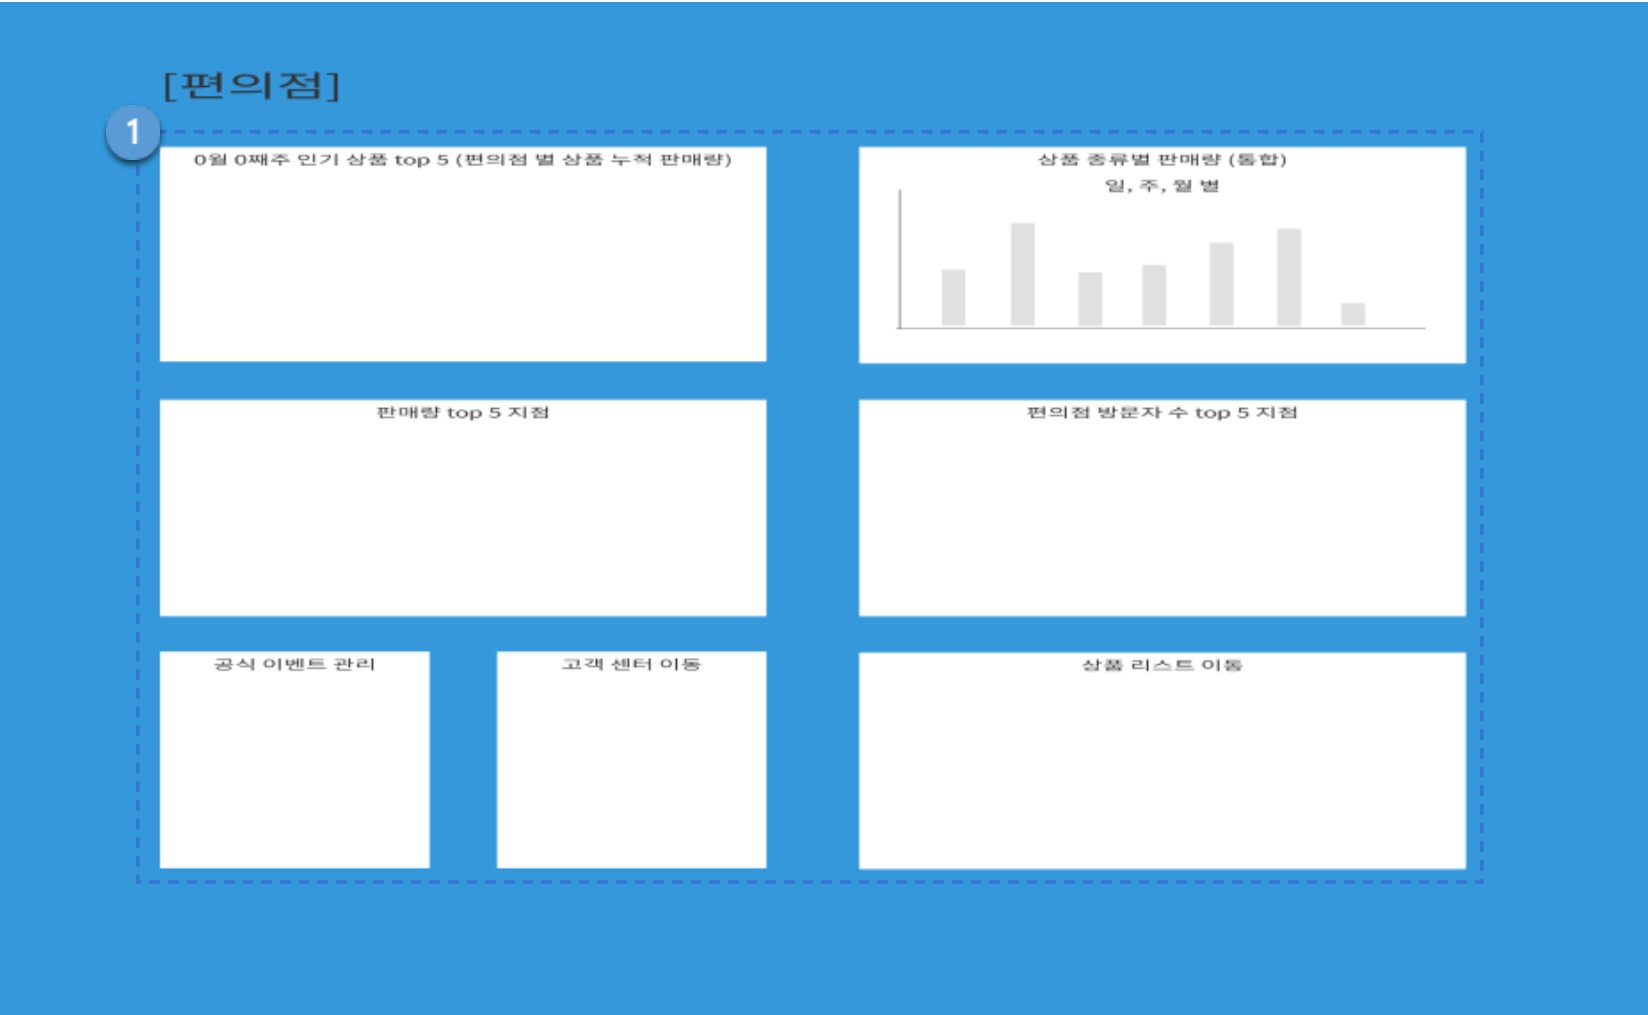 [편의점]
1
0월 0째주 인기 상품 top 5 (편의점 별 상품 누적 판매량)
상품 종류별 판매량 (통합)
일, 주, 월 별
판매량 top 5 지점
편의점 방문자 수 top 5 지점
공식 이벤트 관리
고객 센터 이동
상품 리스트 이동